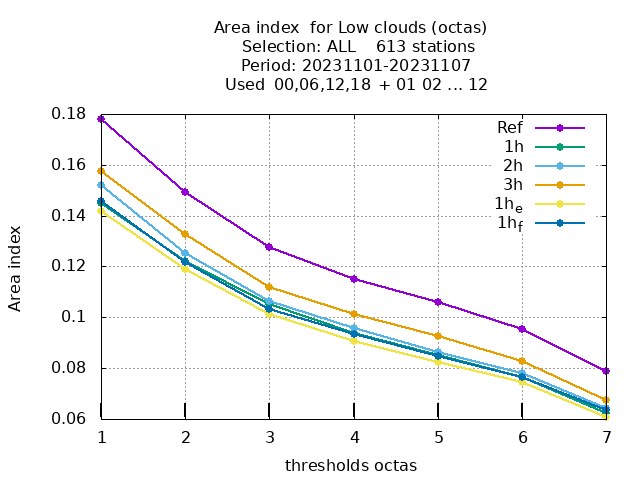 Area index  for Low clouds (octas)
Selection: ALL    613 stations
Period: 20231101-20231107
Used  00,06,12,18 + 01 02 ... 12
0.18
0.16
0.14
0.12
0.1
0.08
0.06
Area index
Ref
1h
2h
3h
1h_e
1h_f
1 2 3 4 5 6 7
thresholds octas